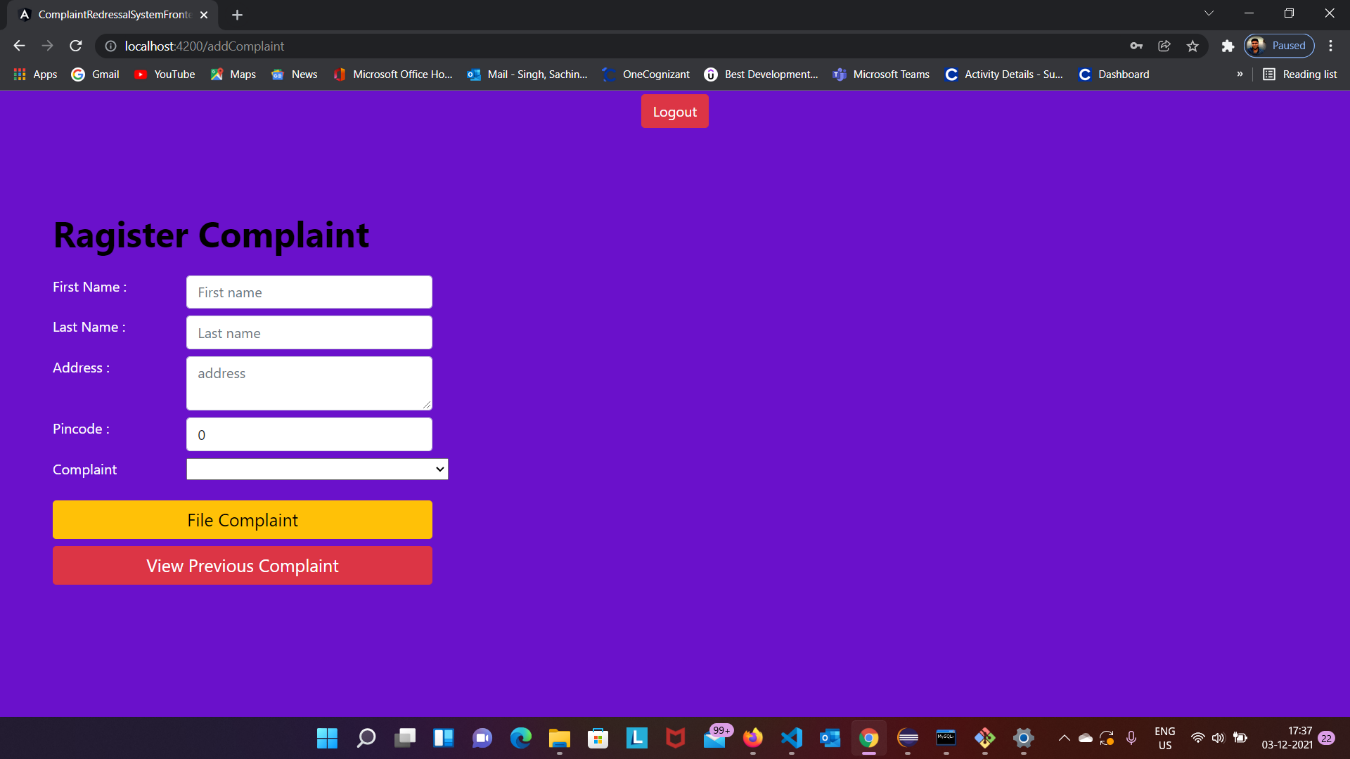 ComplaintRedressalSystemFronte
localhost:4200/addComplaint
Paused
Apps Gmail YouTube Maps News Microsoft Office Ho... Mail - Singh, Sachin... OneCognizant Best Development... Microsoft Teams Activity Details - Su... Dashboard » Reading list
Logout
Ragister Complaint
First Name :
First name
Last Name :
Last name
Address :
address
Pincode :
0
Complaint
File Complaint
View Previous Complaint
99+
ENG
US
17:37
03-12-2021
22